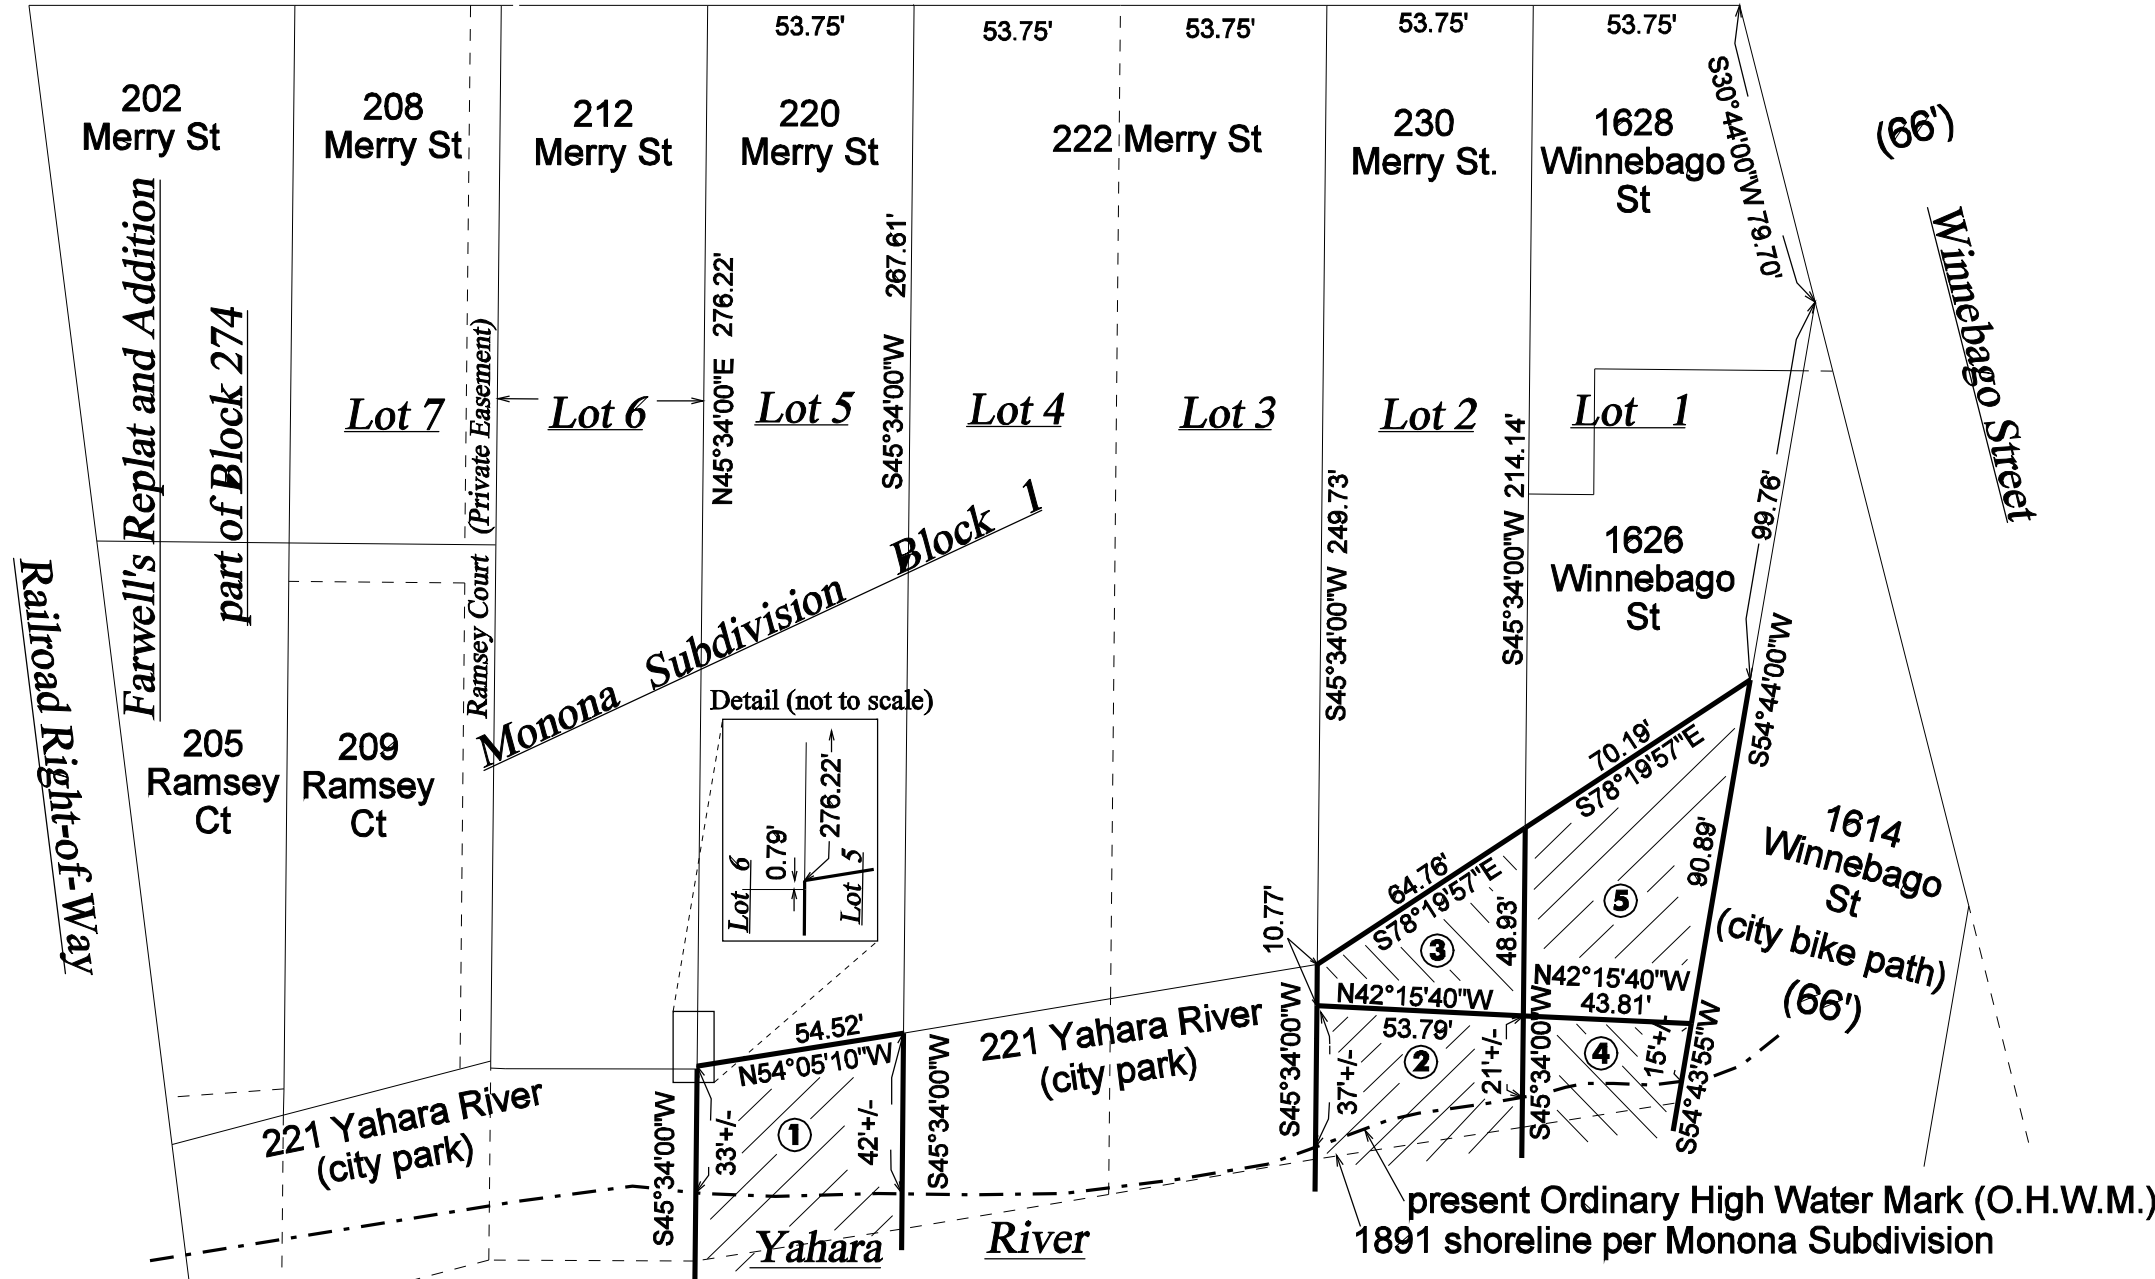 53.75'
53.75'
53.75'
53.75'
53.75'
202
Merry St
208
Merry St
212
Merry St
220
Merry St
222 Merry St
230
Merry St.
1628
Winnebago
St
S30°44'00"W 79.70'
(66')
Winnebago Street
Farwell's Replat and Addition
part of Block 274
Railroad Right-of-Way
Lot 7
Ramsey Court (Private Easement)
Lot 6
N45°34'00"E 276.22'
Lot 5
S45°34'00"W 267.61'
Lot 4
Lot 3
S45°34'00"W 249.73'
Lot 2
S45°34'00"W 214.14'
Lot 1
99.76'
1626
Winnebago
St
Monona Subdivision Block 1
205
Ramsey
Ct
209
Ramsey
Ct
Detail (not to scale)
Lot 6
0.79'
276.22'
Lot 5
70.19'
S78°19'57"E
S54°44'00"W
90.89'
5
64.76'
S78°19'57"E
3
48.93'
10.77'
N42°15'40"W
53.79'
N42°15'40"W
43.81'
1614
Winnebago
St
(city bike path)
(66')
54.52'
N54°05'10"W
1
33'+/-
42'+/-
S45°34'00"W
S45°34'00"W
221 Yahara River
(city park)
221 Yahara River
(city park)
S45°34'00"W
37'+/-
2
21'+/-
S45°34'00"W
4
15'+/-
S54°43'55"W
Yahara River
present Ordinary High Water Mark (O.H.W.M.)
1891 shoreline per Monona Subdivision